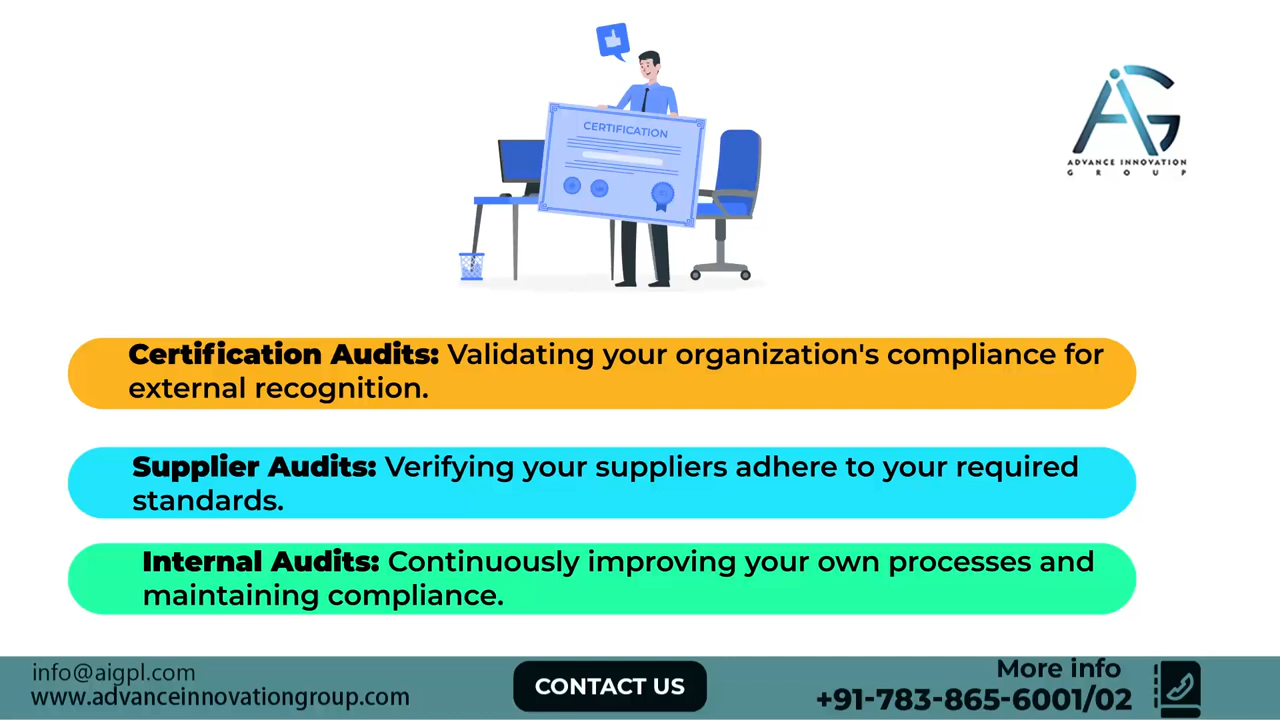 CERTIFICATION
ADVANCE INNOVATION
GROUP
Certification Audits: Validating your organization's compliance for
external recognition.
Supplier Audits: Verifying your suppliers adhere to your required
standards.
Internal Audits: Continuously improving your own processes and
maintaining compliance.
info@aigpl.com
www.advanceinnovationgroup.com
CONTACT US
More info
+91-783-865-6001/02